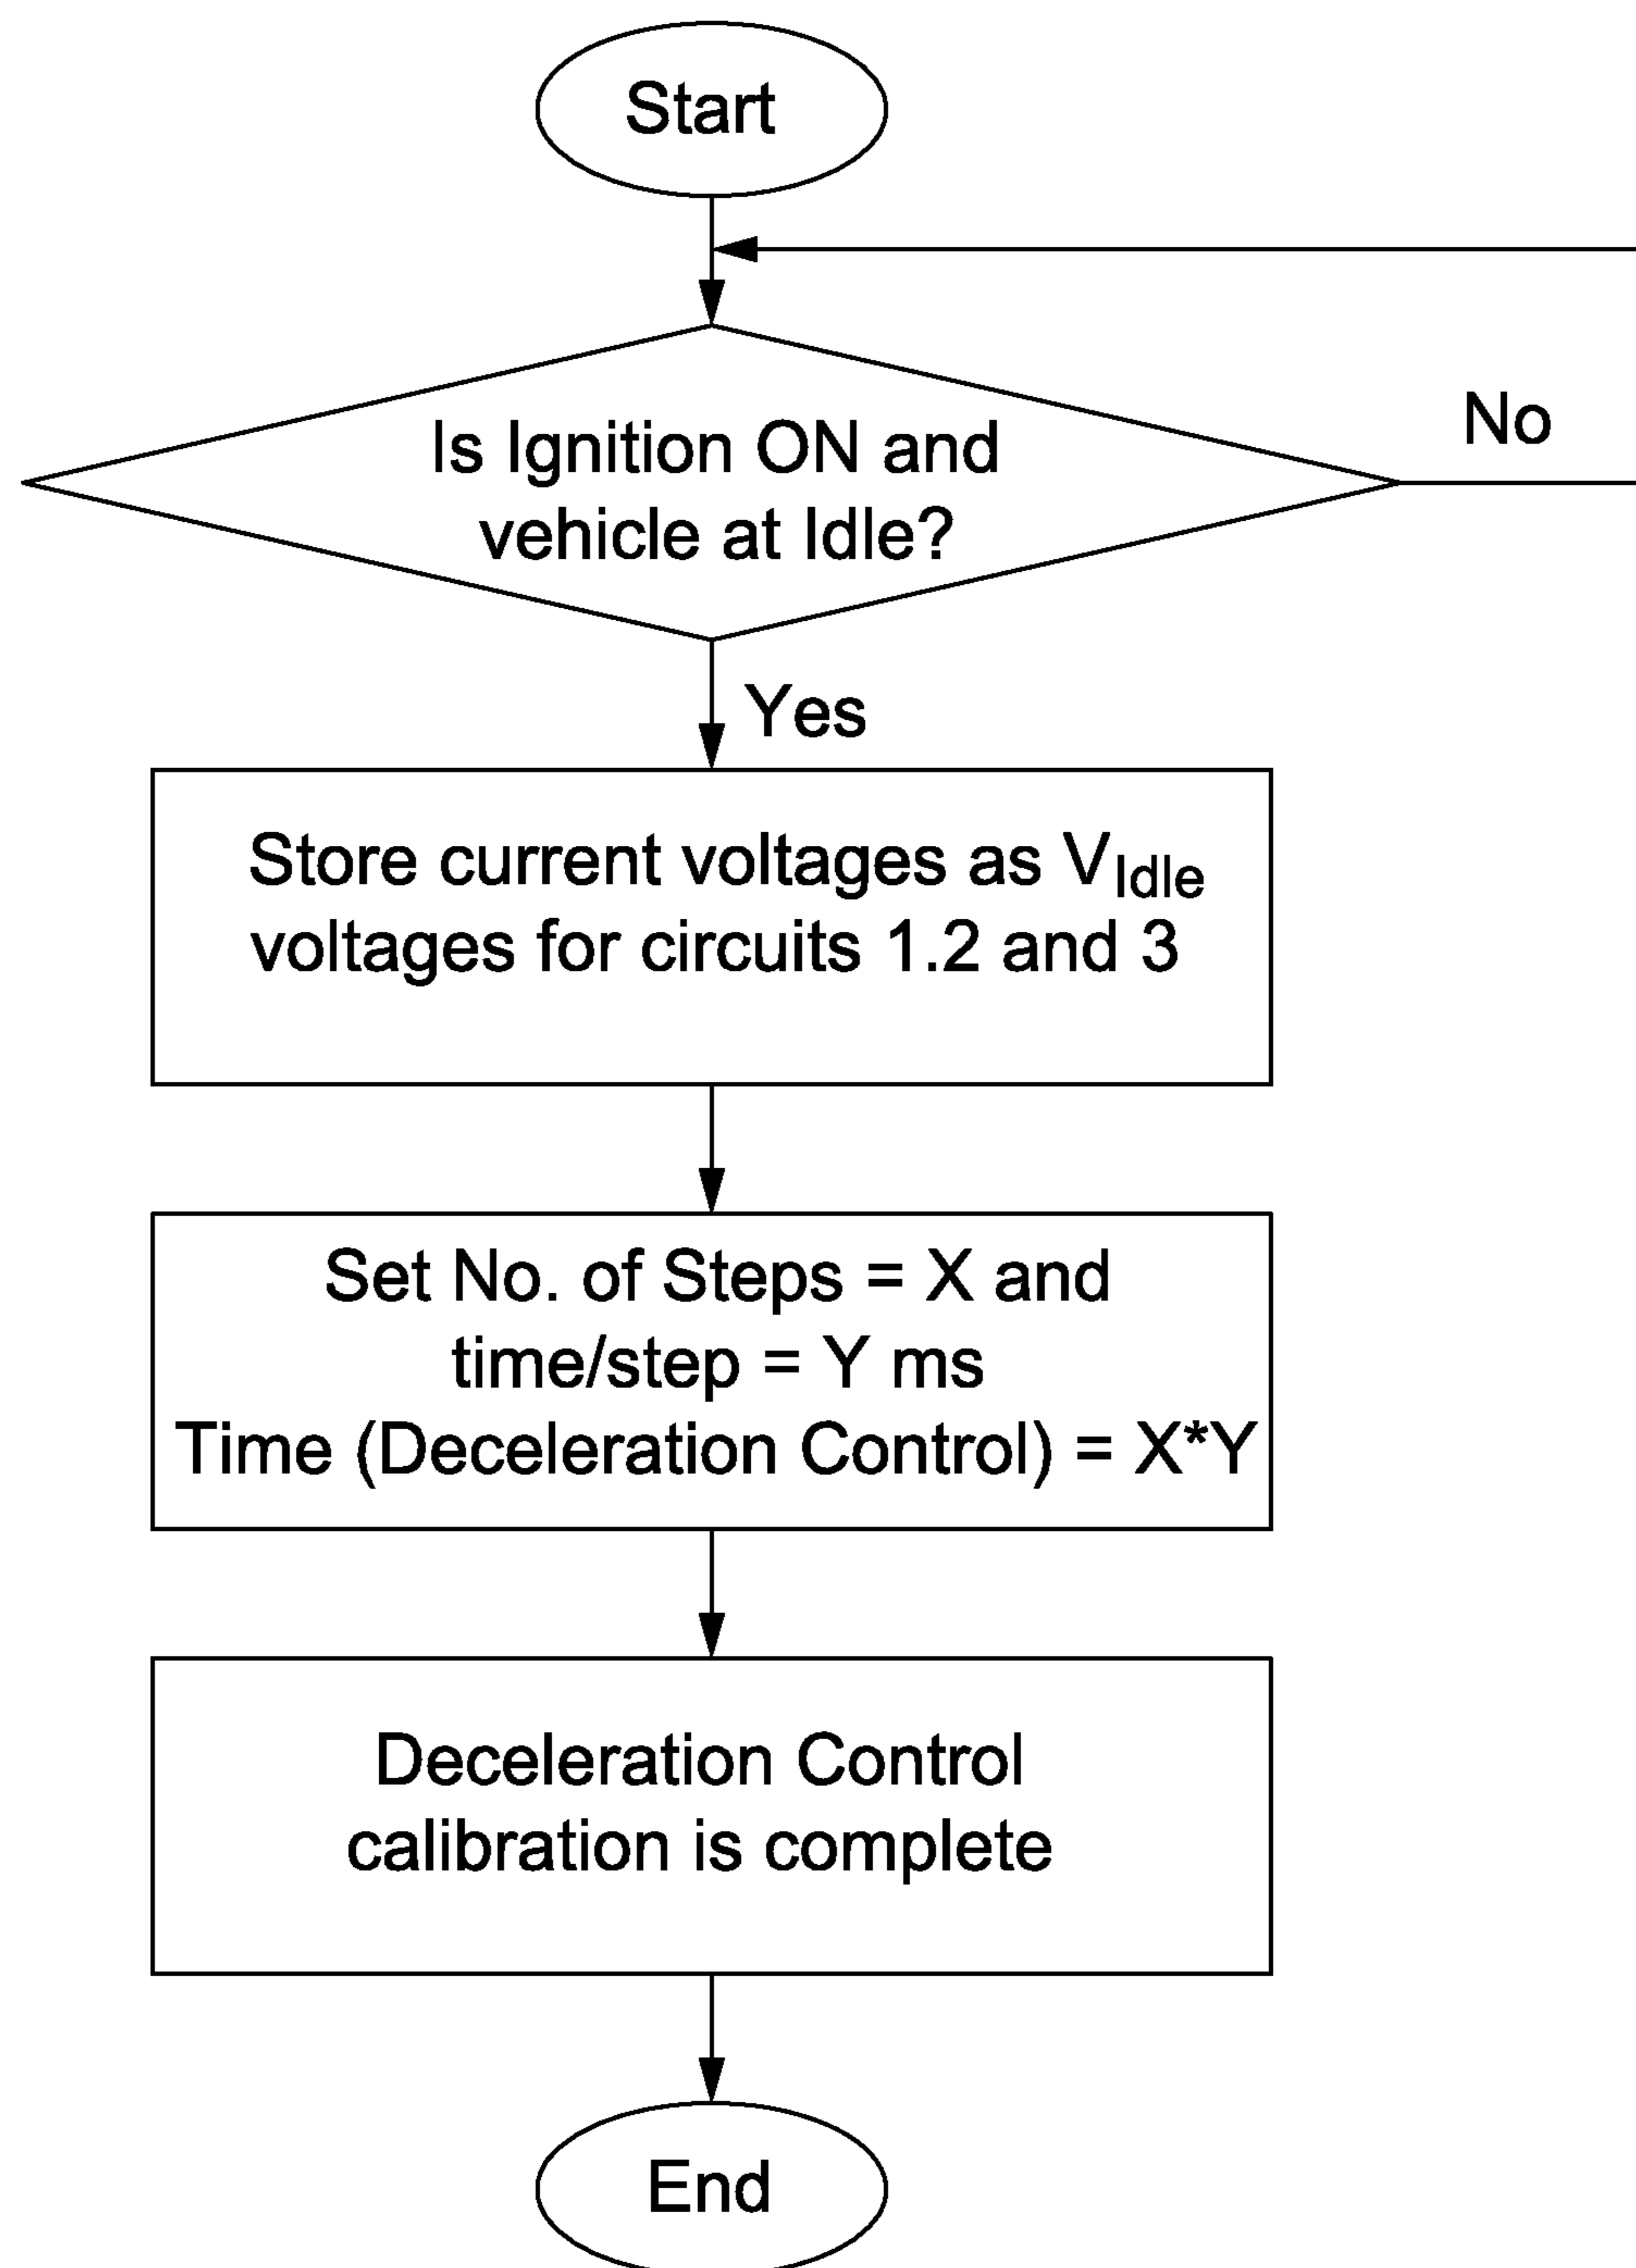 Start
Is Ignition ON and
vehicle at Idle?
No
Yes
Store current voltages as V_Idle
voltages for circuits 1.2 and 3
Set No. of Steps = X and
time/step = Y ms
Time (Deceleration Control) = X*Y
Deceleration Control
calibration is complete
End